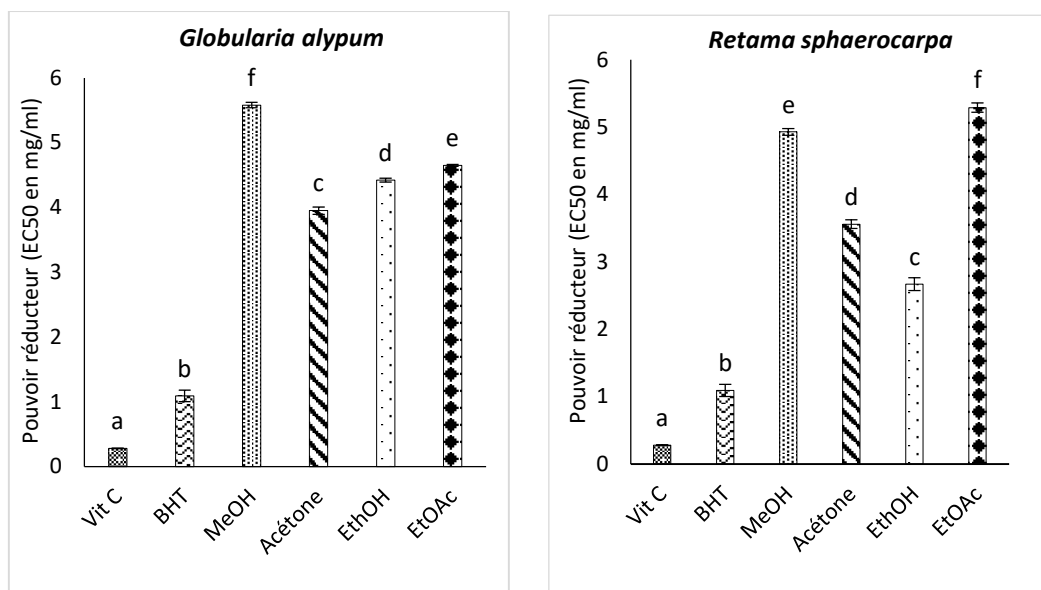 Globularia alypum
Pouvoir réducteur (EC50 en mg/ml)
6
5
4
3
2
1
0
a
b
f
c
d
e
Vit C
BHT
MeOH
Acétone
EthOH
EtOAc
Retama sphaerocarpa
Pouvoir réducteur (EC50 en mg/ml)
6
5
4
3
2
1
0
a
b
e
d
c
f
Vit C
BHT
MeOH
Acétone
EthOH
EtOAc